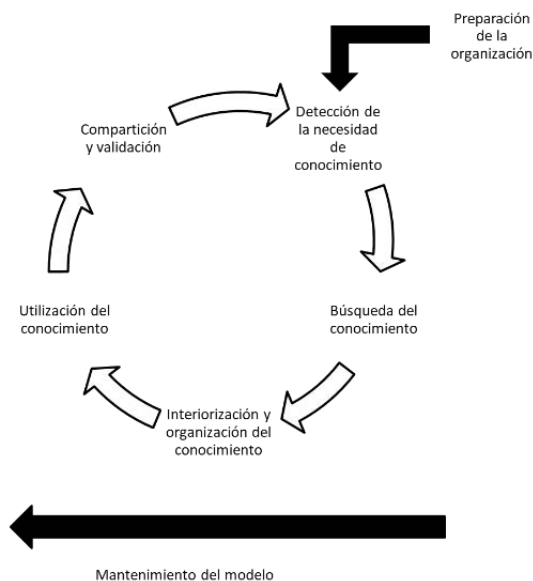 Preparación
de la
organización
Detección de
la necesidad
de
conocimiento
Búsqueda del
conocimiento
Interiorización y
organización del
conocimiento
Utilización del
conocimiento
Compartición
y validación
Mantenimiento del modelo